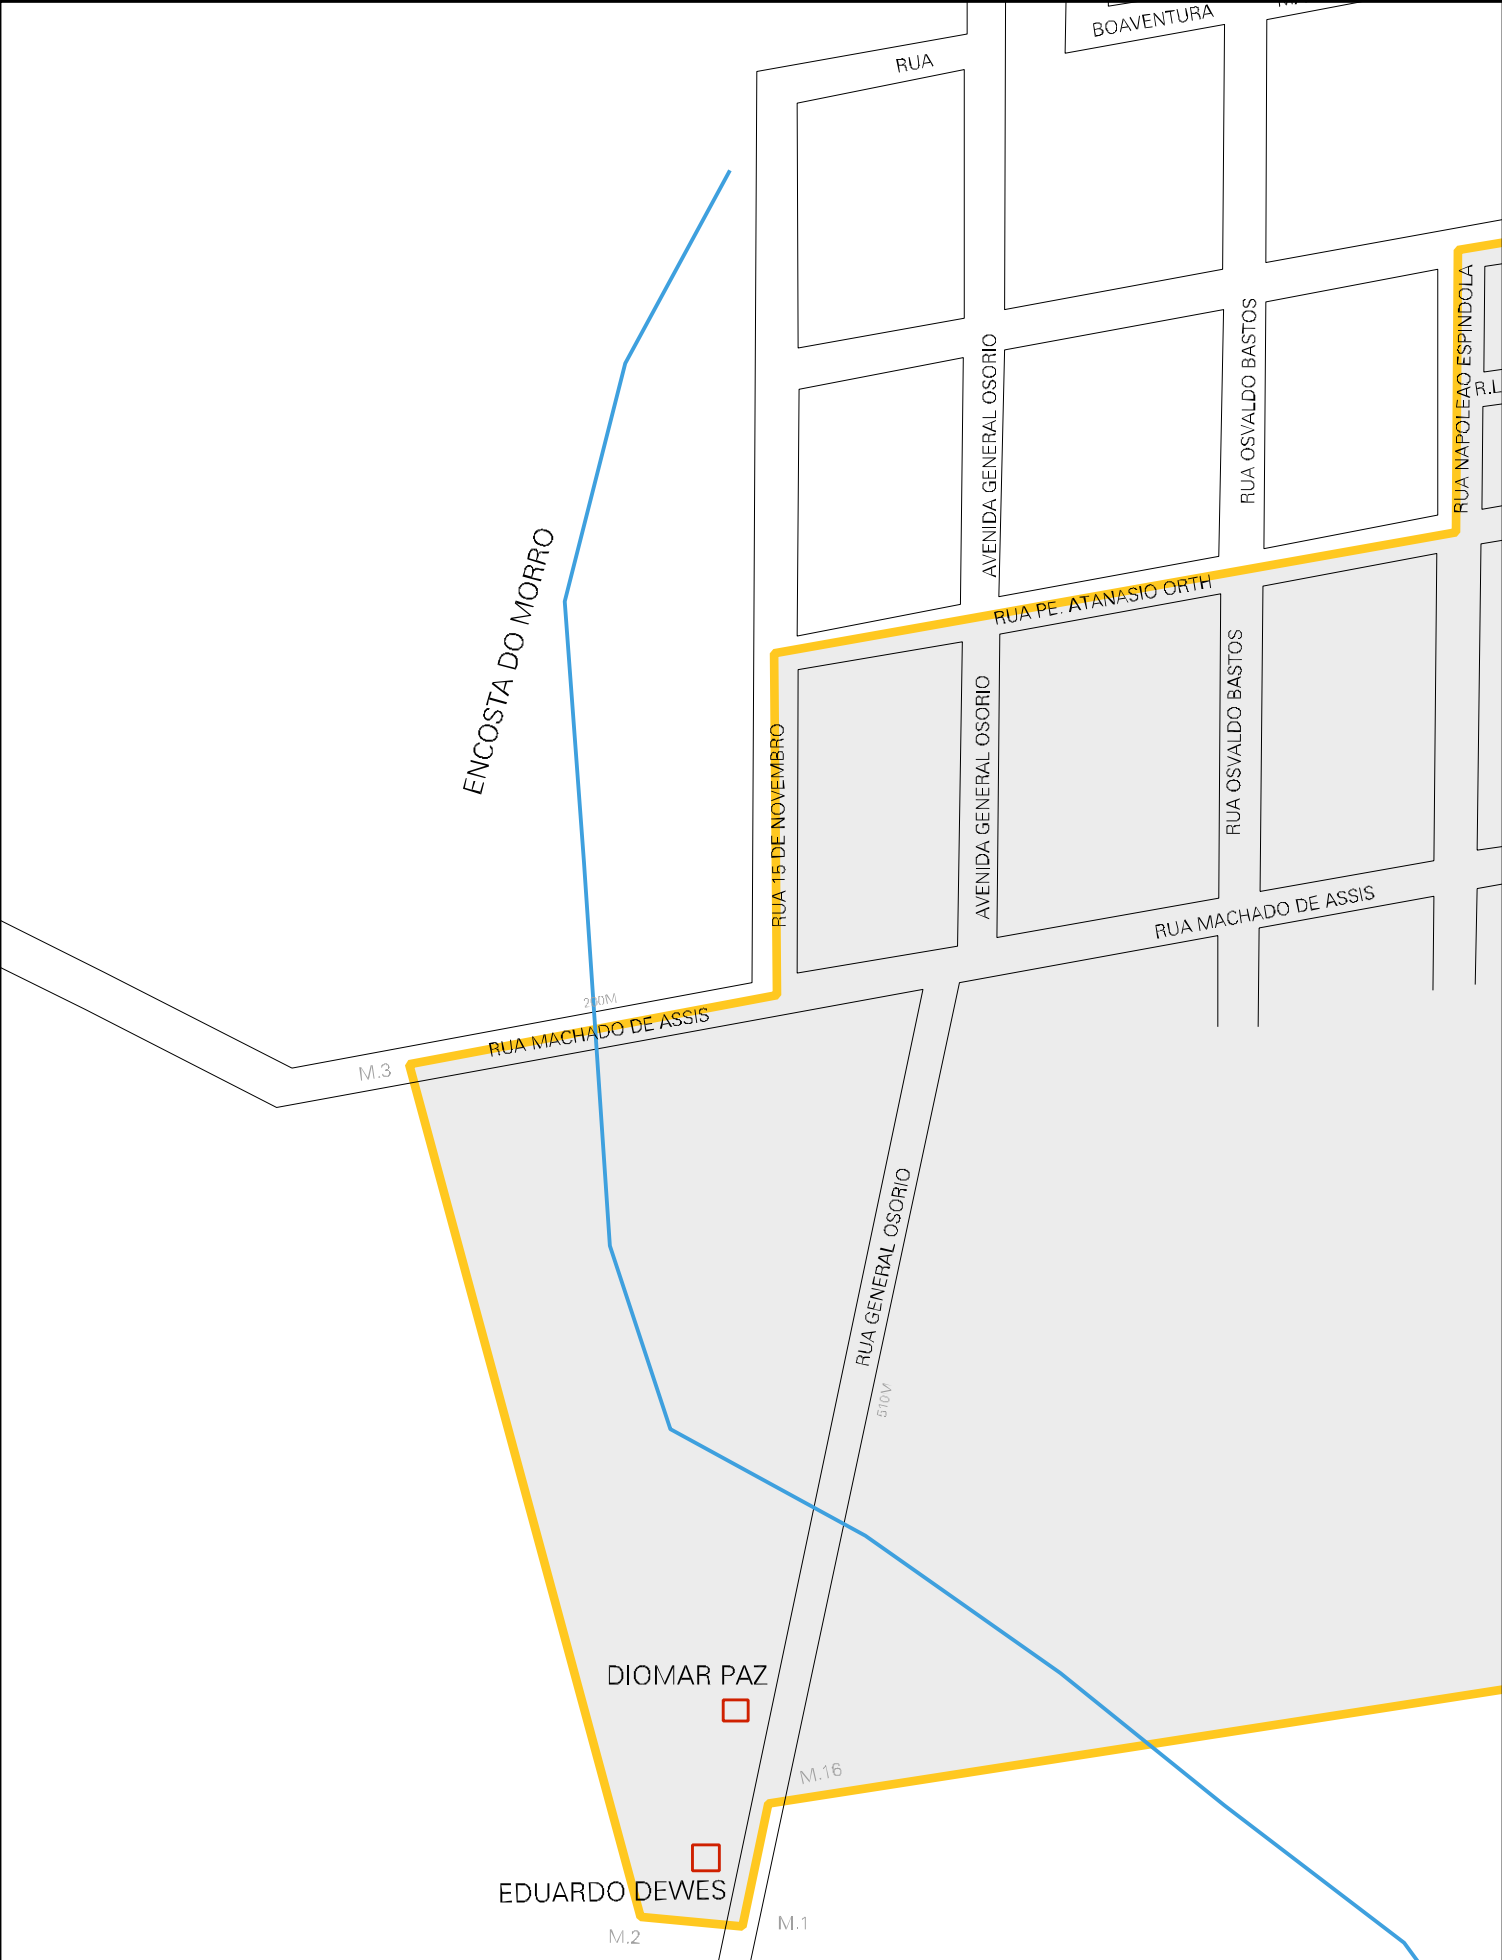 BOAVENTURA
RUA
RUA NAPOLEAO ESPINDOLA
AVENIDA GENERAL OSORIO
RUA OSVALDO BASTOS
R.L
ENCOSTA DO MORRO
RUA PE. ATANASIO ORTH
RUA 15 DE NOVEMBRO
AVENIDA GENERAL OSORIO
RUA OSVALDO BASTOS
RUA MACHADO DE ASSIS
RUA MACHADO DE ASSIS
M.3
RUA GENERAL OSORIO
510M
DIOMAR PAZ
M.16
EDUARDO DEWES
M.2
M.1